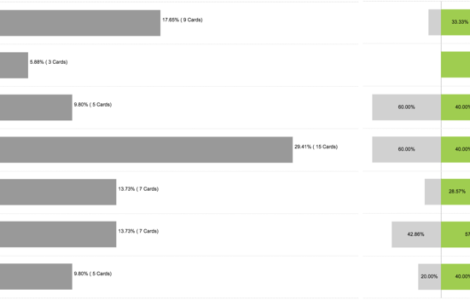 17.65% ( 9 Cards)
33.33%
5.88% ( 3 Cards)
9.80% ( 5 Cards)
60.00%
40.00%
29.41% ( 15 Cards)
60.00%
40.00%
13.73% ( 7 Cards)
28.57%
13.73% ( 7 Cards)
42.86%
57
9.80% ( 5 Cards)
20.00%
40.00%